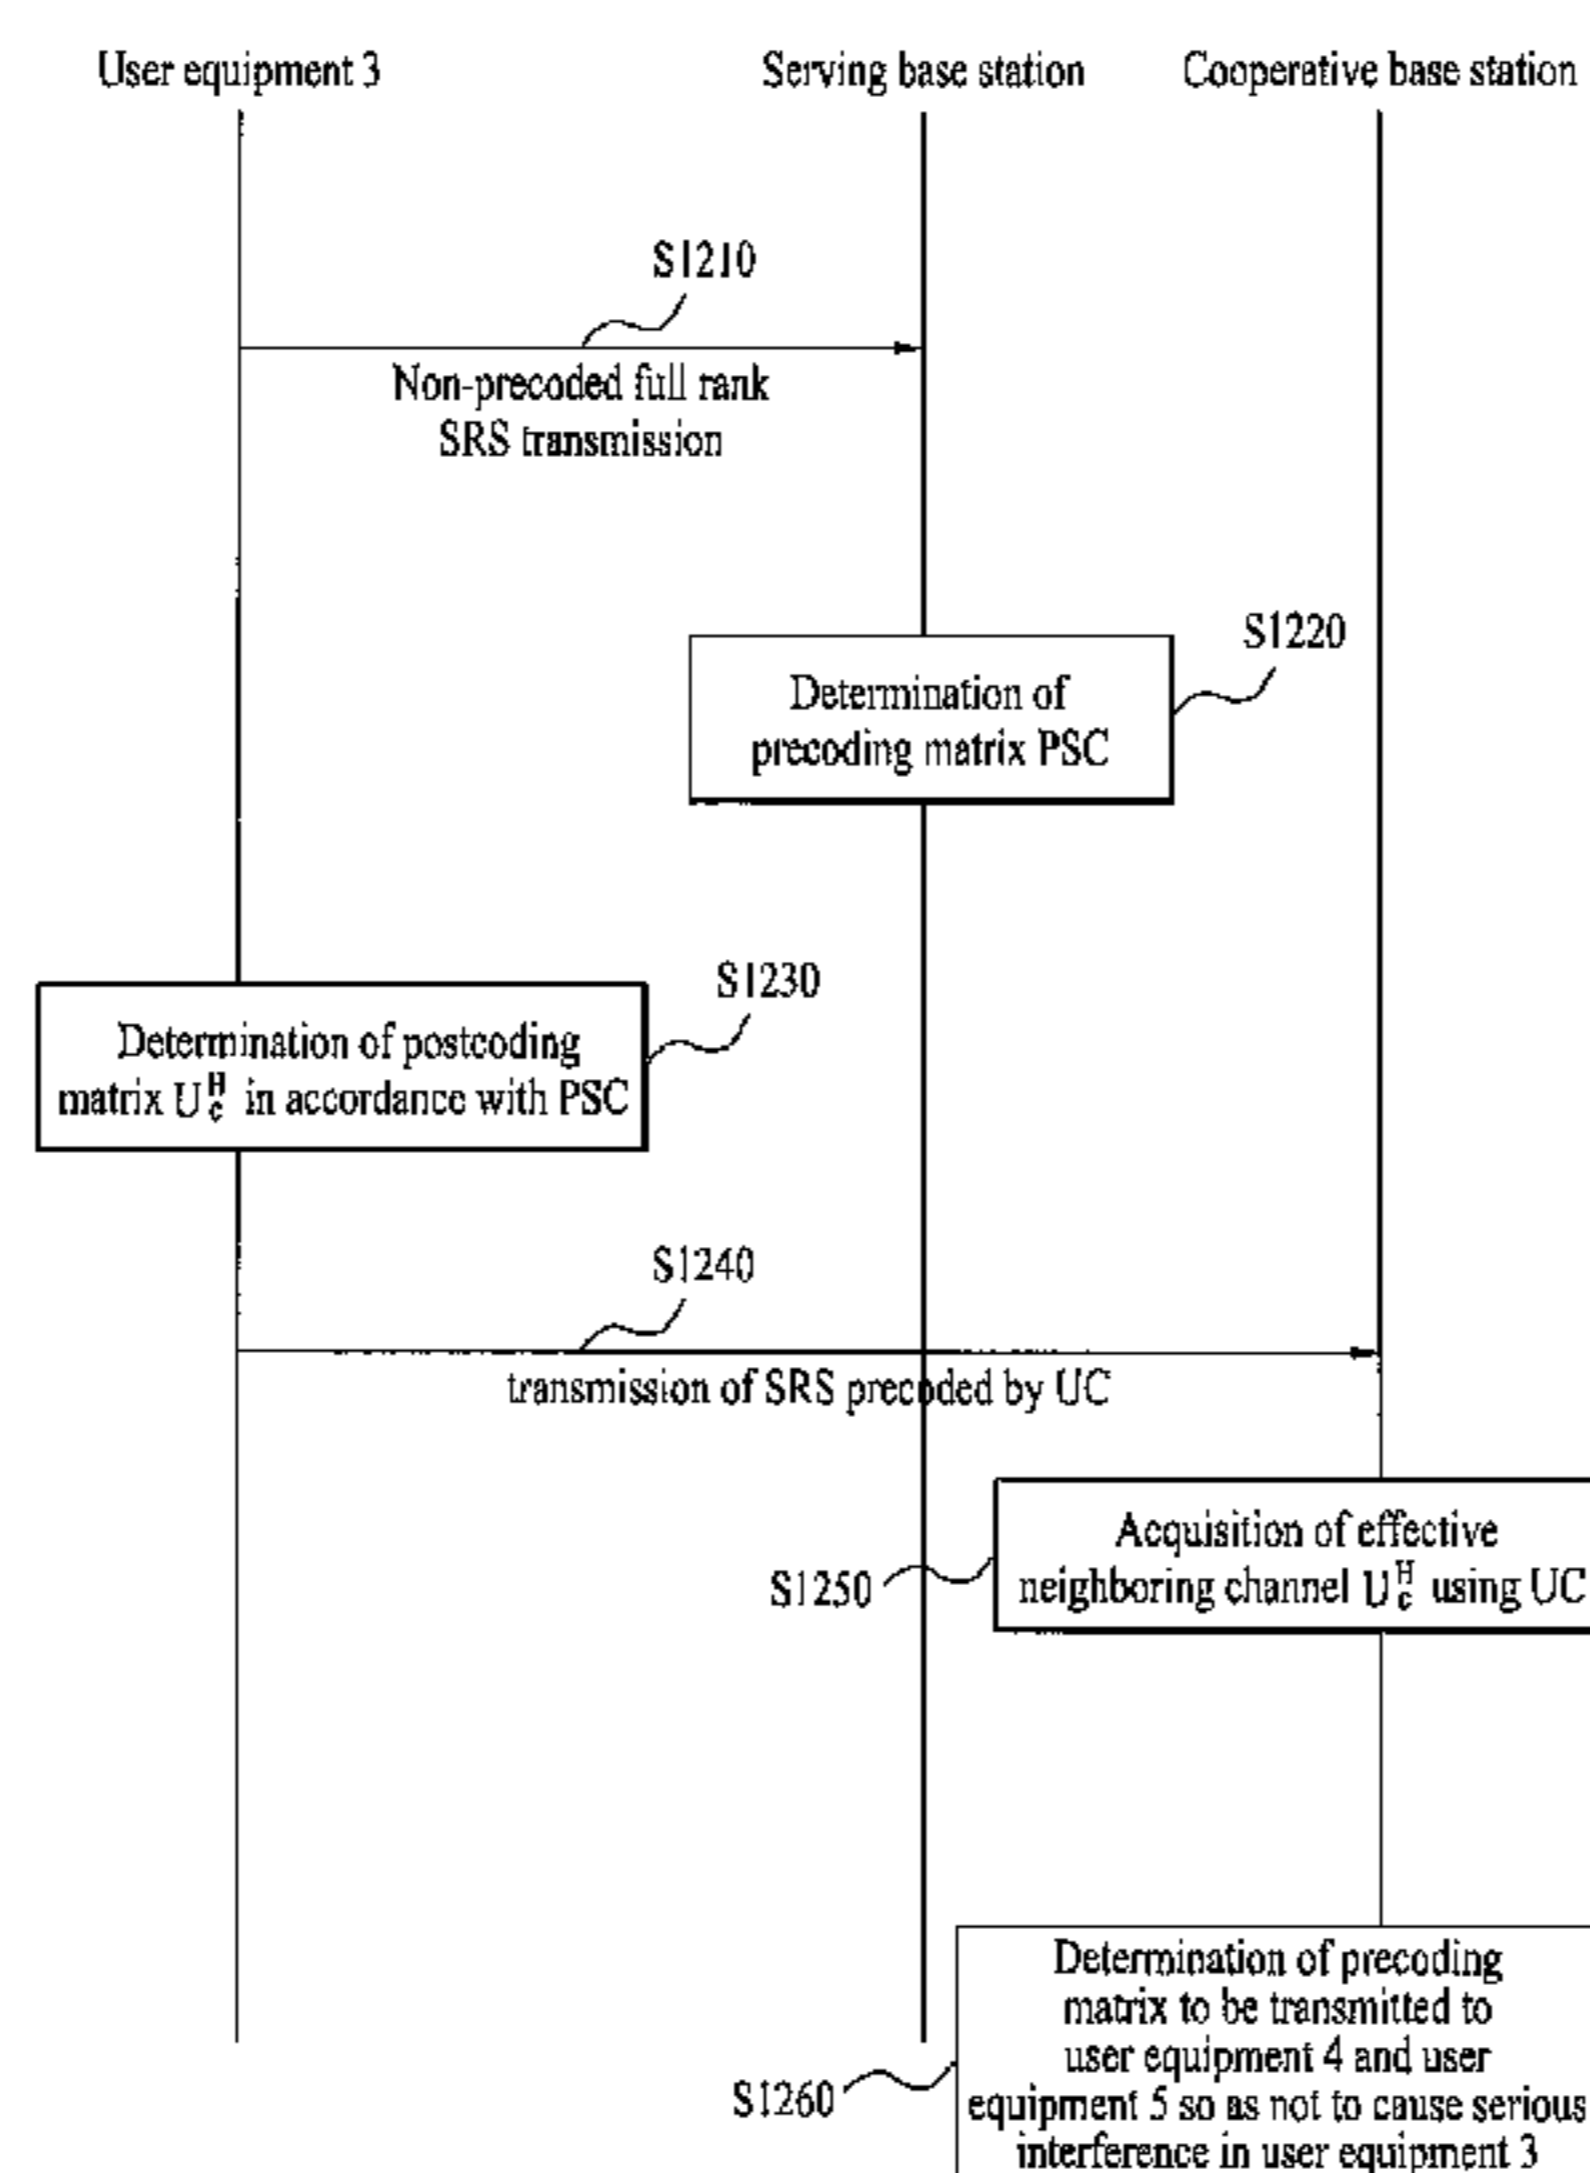 User equipment 3
Serving base station
Cooperative base station
S1210
Non-precoded full rank
SRS transmission
S1220
Determination of
precoding matrix PSC
S1230
Determination of postcoding
matrix U_c^H in accordance with PSC
S1240
transmission of SRS precoded by UC
Acquisition of effective
neighboring channel U_c^H using UC
S1250
Determination of precoding
matrix to be transmitted to
user equipment 4 and user
equipment 5 so as not to cause serious
interference in user equipment 3
S1260